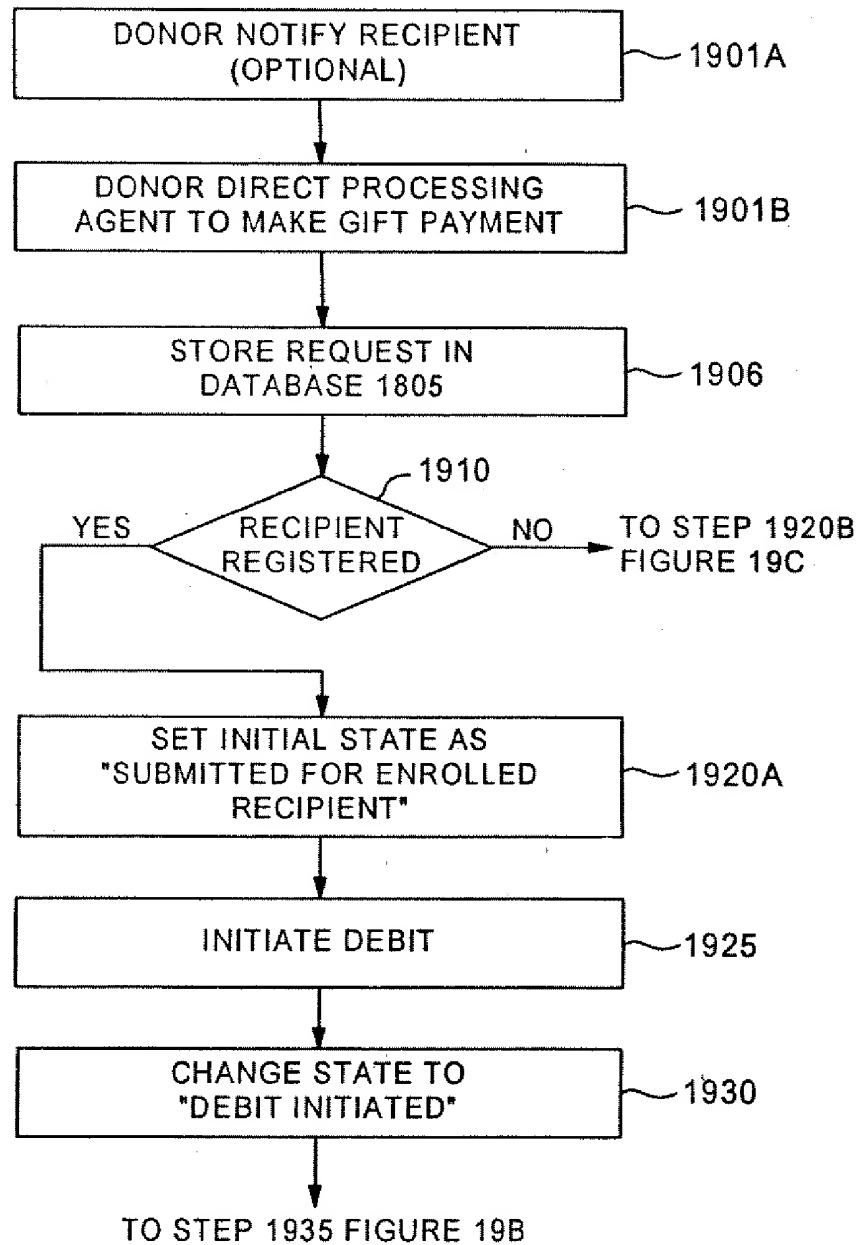 DONOR NOTIFY RECIPIENT
(OPTIONAL)
1901A
DONOR DIRECT PROCESSING
AGENT TO MAKE GIFT PAYMENT
1901B
STORE REQUEST IN
DATABASE 1805
1906
1910
YES
RECIPIENT
REGISTERED
NO
TO STEP 1920B
FIGURE 19C
SET INITIAL STATE AS
"SUBMITTED FOR ENROLLED
RECIPIENT"
1920A
INITIATE DEBIT
1925
CHANGE STATE TO
"DEBIT INITIATED"
1930
TO STEP 1935 FIGURE 19B